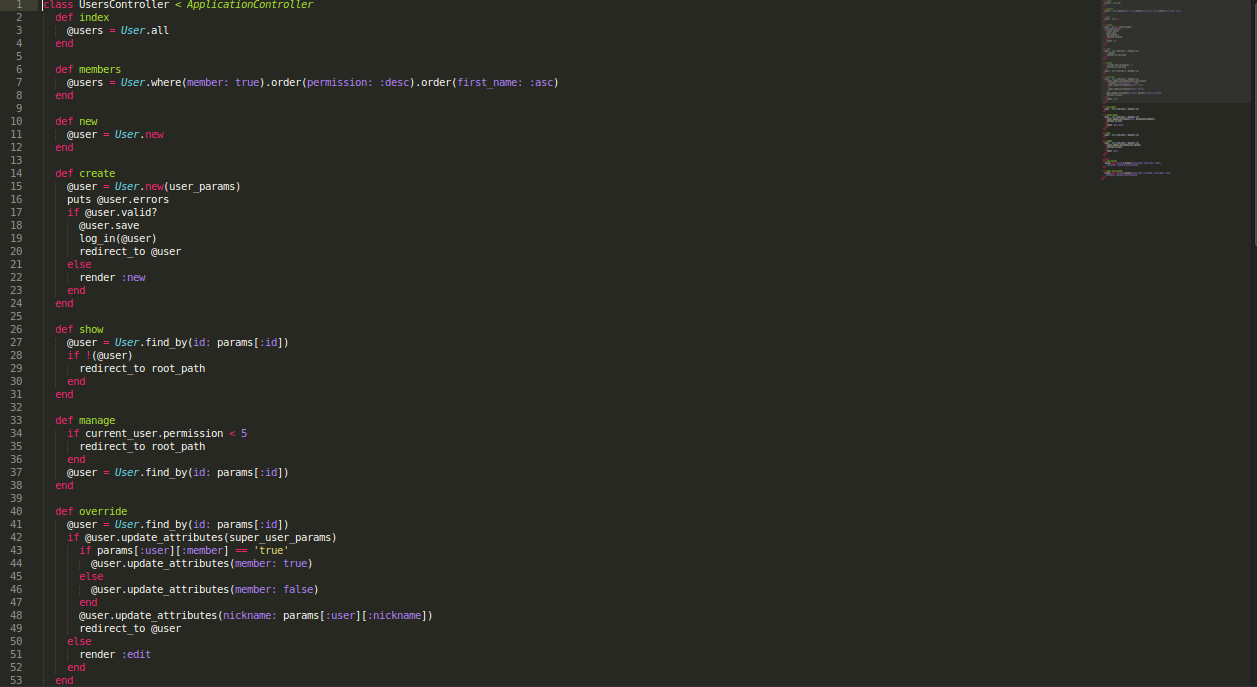 1 class UsersController < ApplicationController
2   def index
3     @users = User.all
4   end
5
6   def members
7     @users = User.where(member: true).order(permission: :desc).order(first_name: :asc)
8   end
9
10   def new
11     @user = User.new
12   end
13
14   def create
15     @user = User.new(user_params)
16     puts @user.errors
17     if @user.valid?
18       @user.save
19       log_in(@user)
20       redirect_to @user
21     else
22       render :new
23     end
24   end
25
26   def show
27     @user = User.find_by(id: params[:id])
28     if !(@user)
29       redirect_to root_path
30     end
31   end
32
33   def manage
34     if current_user.permission < 5
35       redirect_to root_path
36     end
37     @user = User.find_by(id: params[:id])
38   end
39
40   def override
41     @user = User.find_by(id: params[:id])
42     if @user.update_attributes(super_user_params)
43       if params[:user][:member] == 'true'
44         @user.update_attributes(member: true)
45       else
46         @user.update_attributes(member: false)
47       end
48       @user.update_attributes(nickname: params[:user][:nickname])
49       redirect_to @user
50     else
51       render :edit
52     end
53   end